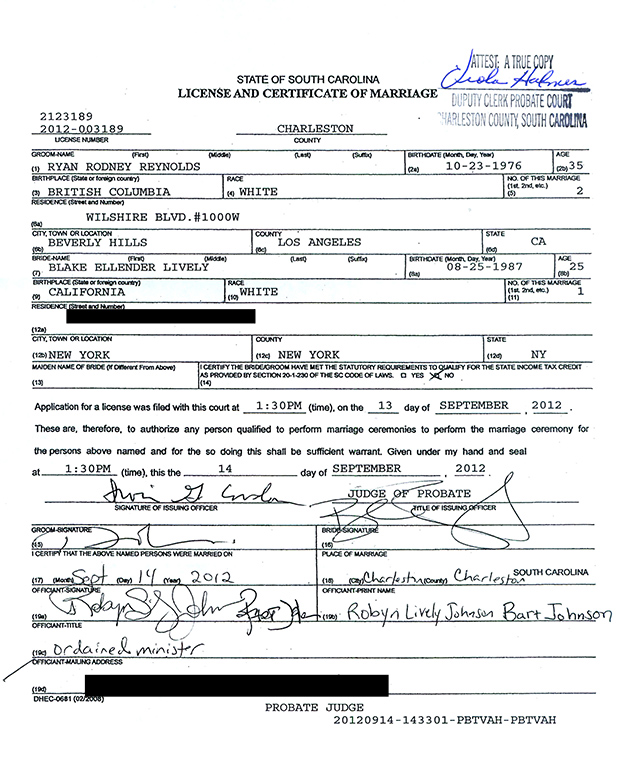 ATTEST: A TRUE COPY
DEPUTY CLERK PROBATE COURT
CHARLESTON COUNTY, SOUTH CAROLINA
STATE OF SOUTH CAROLINA
LICENSE AND CERTIFICATE OF MARRIAGE
2123189
2012-003189 CHARLESTON
LICENSE NUMBER COUNTY
GROOM-NAME (First) (Middle) (Last) (Suffix) BIRTHDATE (Month, Day, Year) AGE
(1) RYAN RODNEY REYNOLDS (2a) 10-23-1976 (2b) 35
BIRTHPLACE (State or foreign country) RACE NO. OF THIS MARRIAGE (1st, 2nd, etc.)
(3) BRITISH COLUMBIA (4) WHITE (5) 2
RESIDENCE (Street and Number)
WILSHIRE BLVD.#1000W
(6a)
CITY, TOWN OR LOCATION COUNTY STATE
(6b) BEVERLY HILLS (6c) LOS ANGELES (6d) CA
BRIDE-NAME (First) (Middle) (Last) (Suffix) BIRTHDATE (Month, Day, Year) AGE
(7) BLAKE ELLENDER LIVELY (8a) 08-25-1987 (8b) 25
BIRTHPLACE (State or foreign country) RACE NO. OF THIS MARRIAGE (1st, 2nd, etc.)
(9) CALIFORNIA (10) WHITE (11) 1
RESIDENCE (Street and Number)
(12a)
CITY, TOWN OR LOCATION COUNTY STATE
(12b) NEW YORK (12c) NEW YORK (12d) NY
MAIDEN NAME OF BRIDE (If Different From Above) I CERTIFY THE BRIDE/GROOM HAVE MET THE STATUTORY REQUIREMENTS TO QUALIFY FOR THE STATE INCOME TAX CREDIT
AS PROVIDED BY SECTION 20-1-230 OF THE SC CODE OF LAWS. YES NO
(13) (14)
Application for a license was filed with this court at 1:30PM (time), on the 13 day of SEPTEMBER , 2012 .
These are, therefore, to authorize any person qualified to perform marriage ceremonies to perform the marriage ceremony for
the persons above named and for the so doing this shall be sufficient warrant. Given under my hand and seal
at 1:30PM (time), this the 14 day of SEPTEMBER , 2012.
JUDGE OF PROBATE
SIGNATURE OF ISSUING OFFICER TITLE OF ISSUING OFFICER
GROOM-SIGNATURE BRIDE-SIGNATURE
(15) (16)
I CERTIFY THAT THE ABOVE NAMED PERSONS WERE MARRIED ON PLACE OF MARRIAGE
(17) (Month) Sept (Day) 14 (Year) 2012 (18) (City) Charleston (County) Charleston SOUTH CAROLINA
OFFICIANT-SIGNATURE OFFICIANT-PRINT NAME
(19a) (19b) Robyn Lively Johnson Bart Johnson
OFFICIANT-TITLE
(19c) ordained minister
OFFICIANT-MAILING ADDRESS
(19d)
DHEC-0681 (02/2008)
PROBATE JUDGE
20120914-143301-PBTVAH-PBTVAH